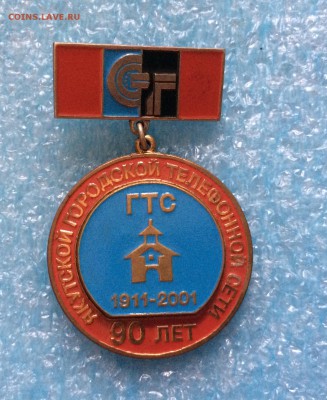 COINS.LAVE.RU
ГТС
1911-2001
ЯКУТСКОЙ ГОРОДСКОЙ ТЕЛЕФОННОЙ СЕТИ
90 ЛЕТ